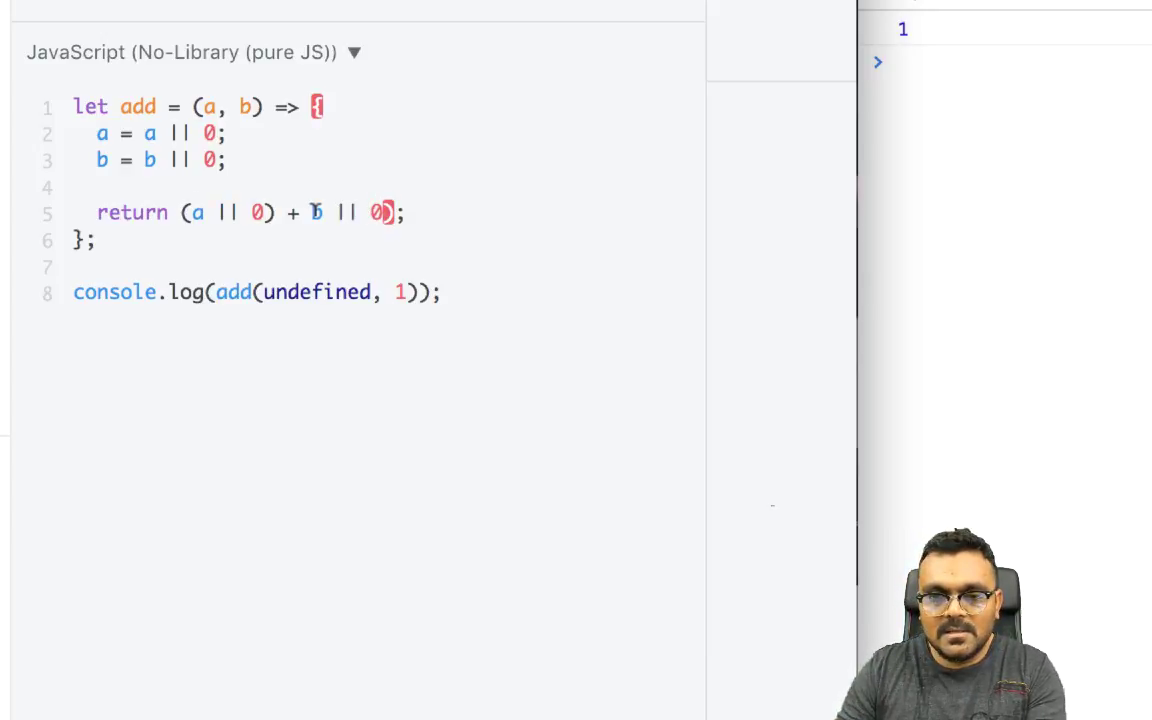 JavaScript (No-Library (pure JS)) ▼
1
1 let add = (a, b) => {
2 a = a || 0;
3 b = b || 0;
4
5 return (a || 0) + b || 0);
6 };
7
8 console.log(add(undefined, 1));
>